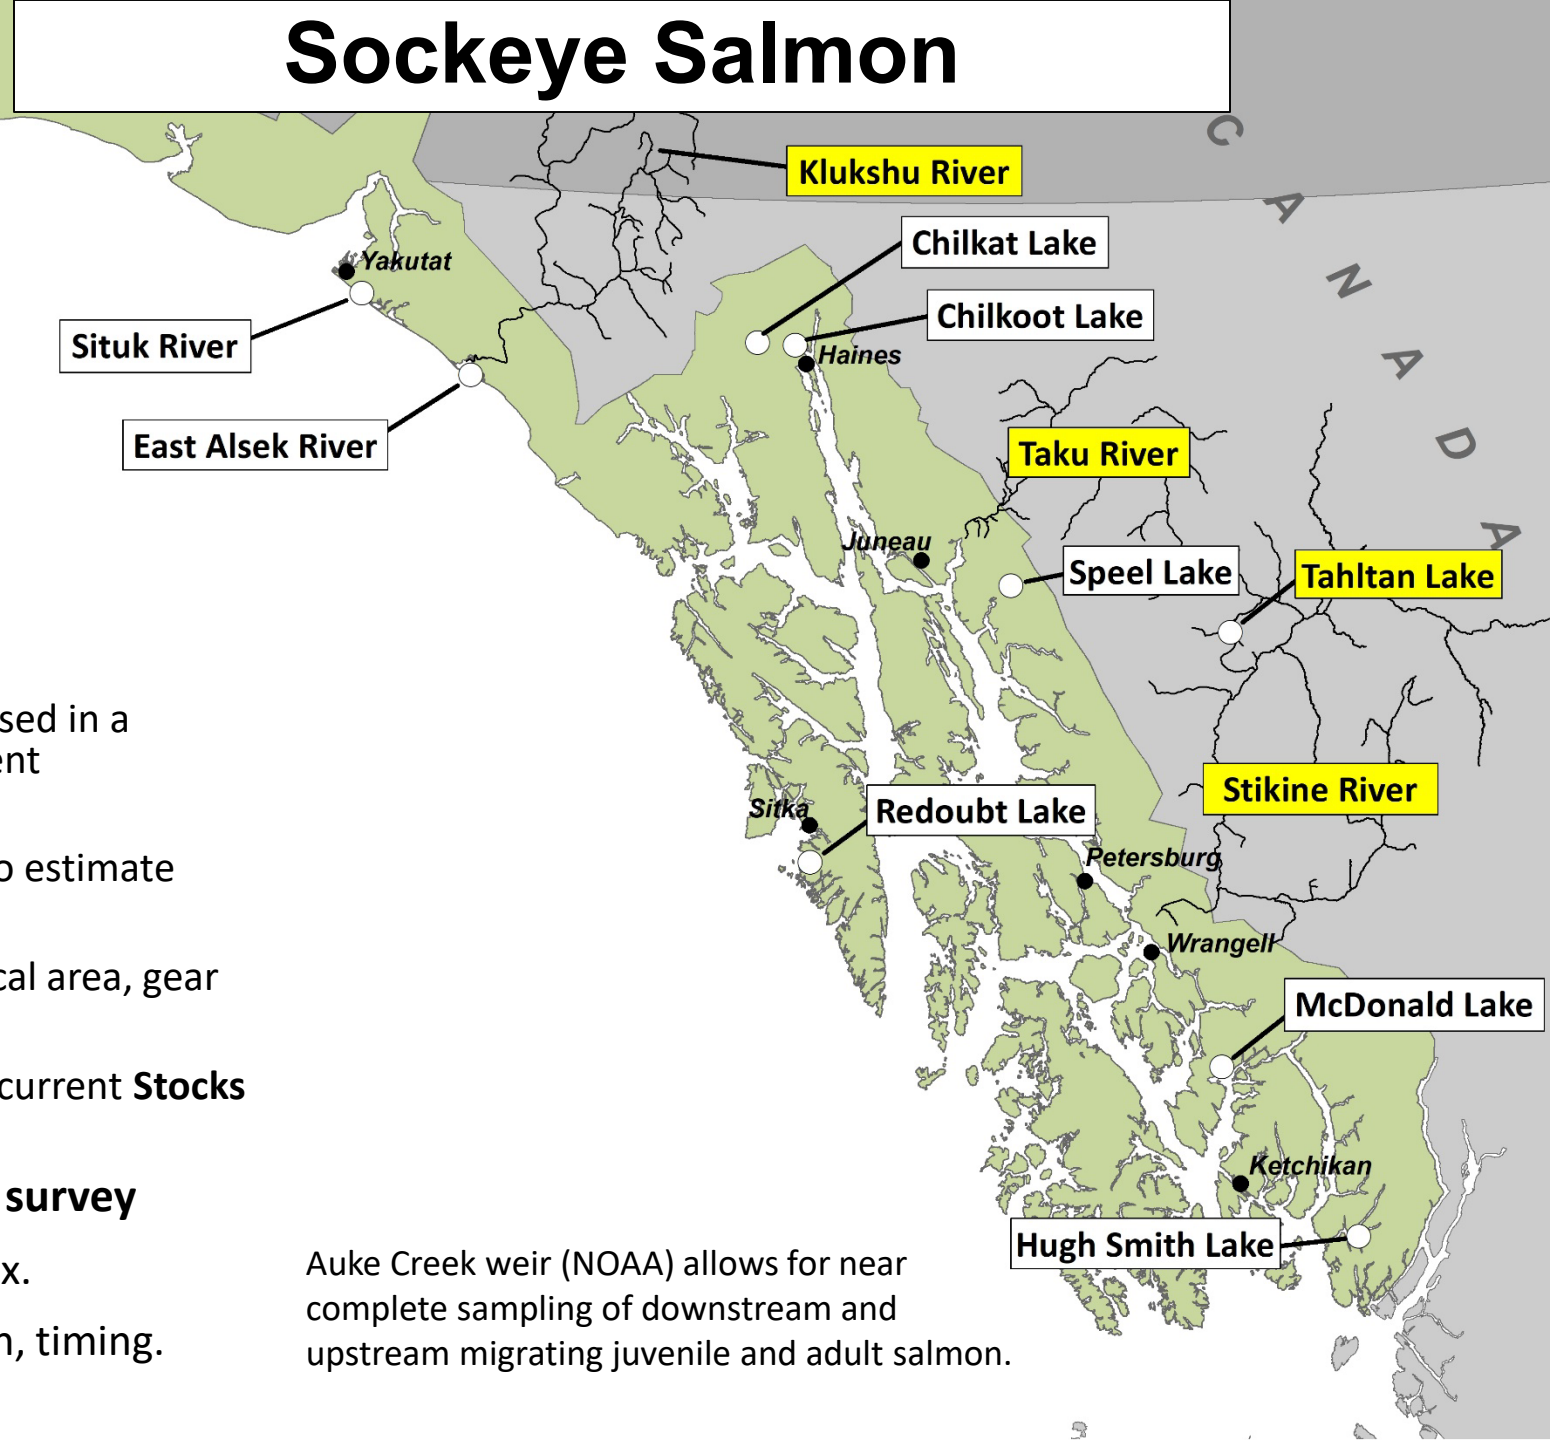 Sockeye Salmon
CANADA
Klukshu River
Chilkat Lake
Yakutat
Chilkoot Lake
Situk River
Haines
East Alsek River
Taku River
Juneau
Speel Lake
Tahltan Lake
sed in a
ent
Stikine River
Sitka
Redoubt Lake
Petersburg
o estimate
Wrangell
cal area, gear
McDonald Lake
current Stocks
Ketchikan
survey
Hugh Smith Lake
x.
n, timing.
Auke Creek weir (NOAA) allows for near
complete sampling of downstream and
upstream migrating juvenile and adult salmon.